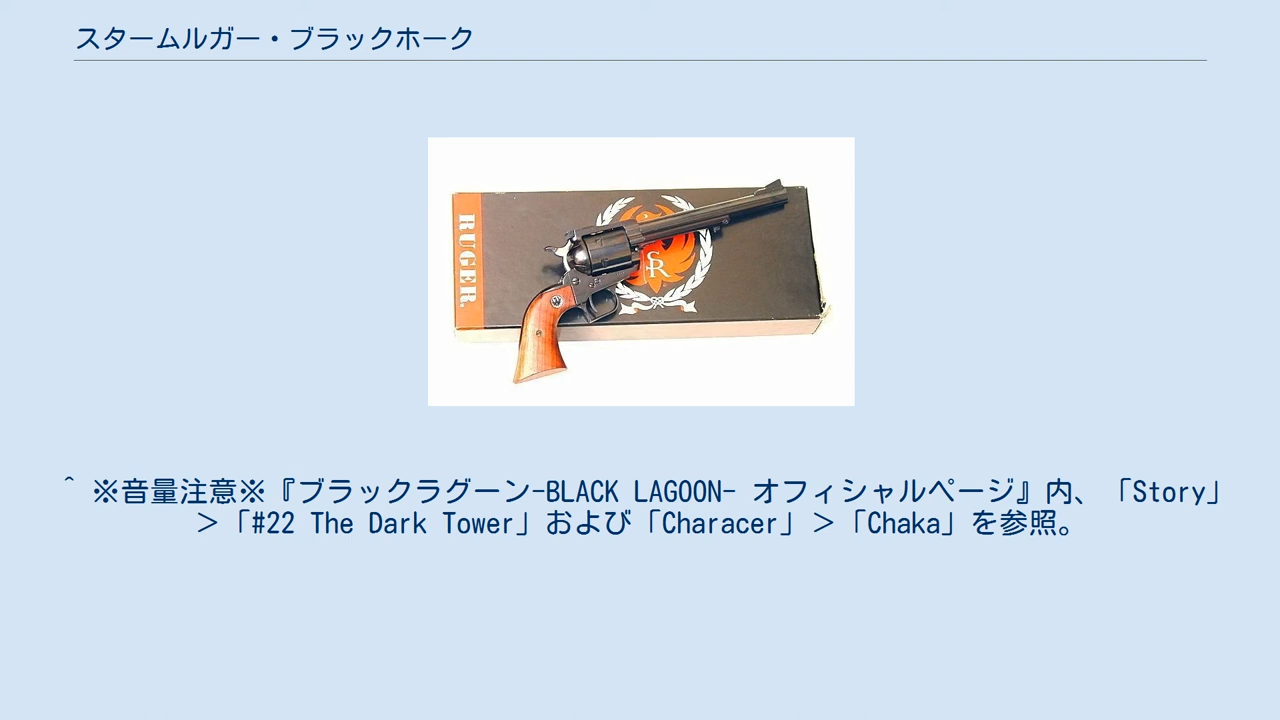 スタームルガー・ブラックホーク
RUGER.
SR
^ ※音量注意※『ブラックラグーン-BLACK LAGOON- オフィシャルページ』内、「Story」
＞「#22 The Dark Tower」および「Characer」＞「Chaka」を参照。